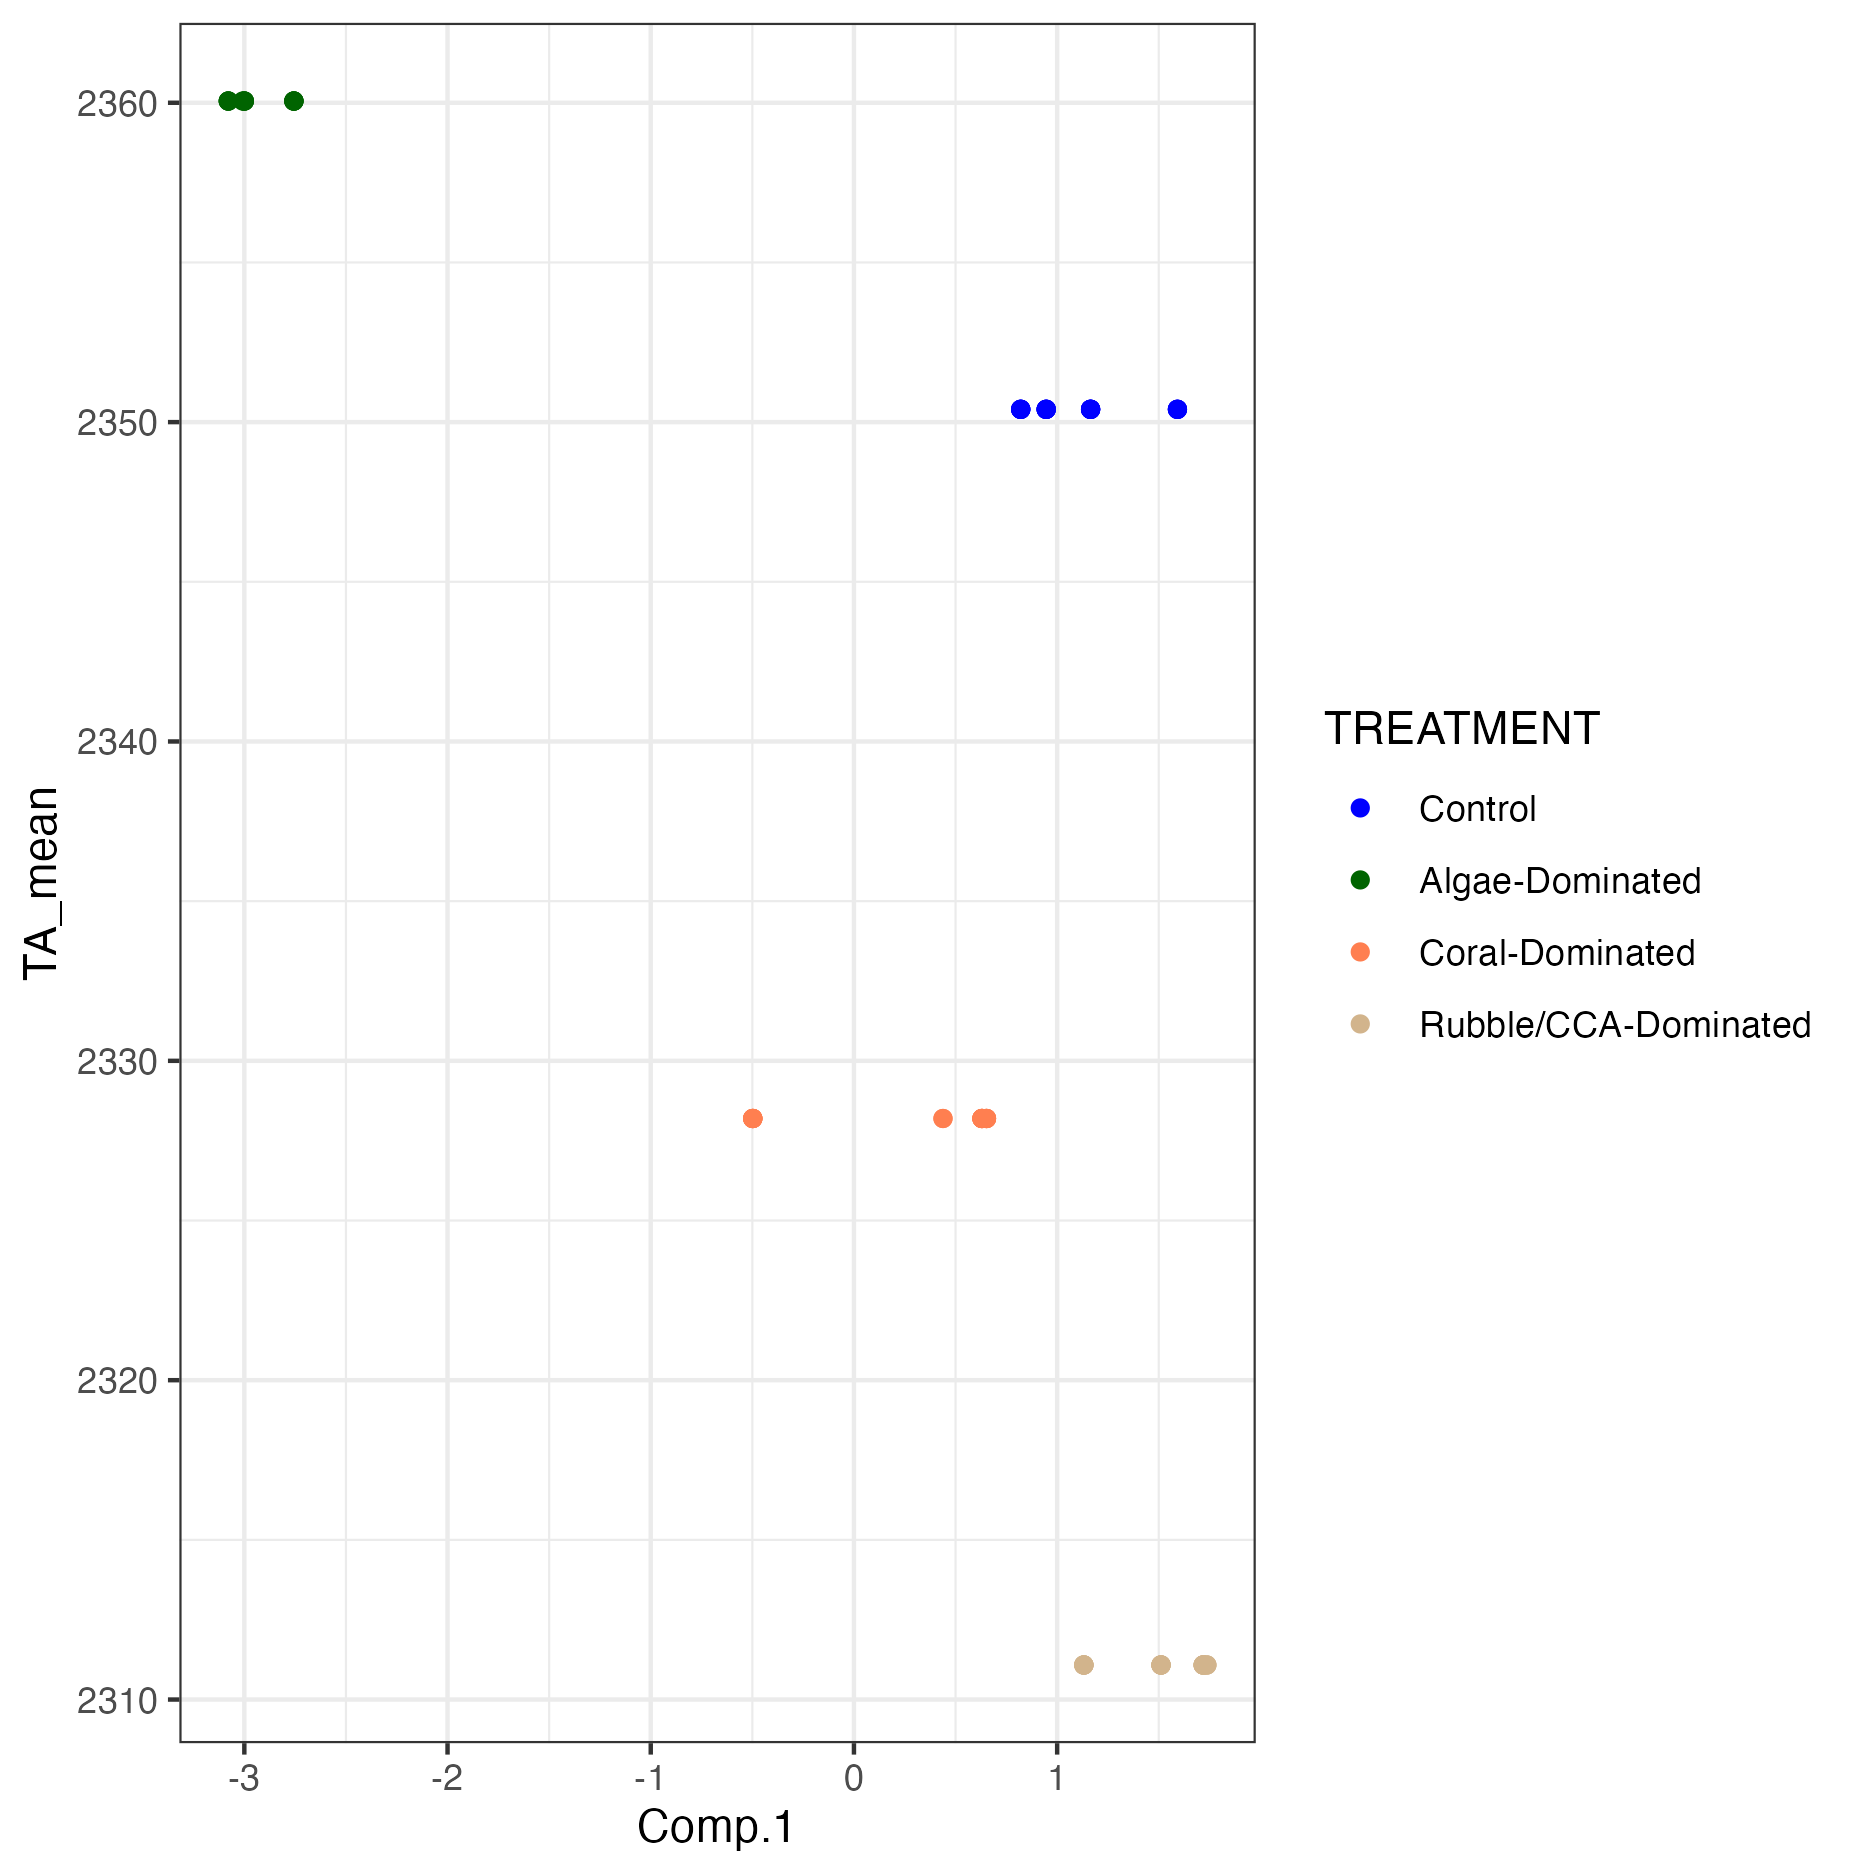 2360
2350
2340
2330
2320
2310
TA_mean
-3 -2 -1 0 1
Comp.1
TREATMENT
Control
Algae-Dominated
Coral-Dominated
Rubble/CCA-Dominated